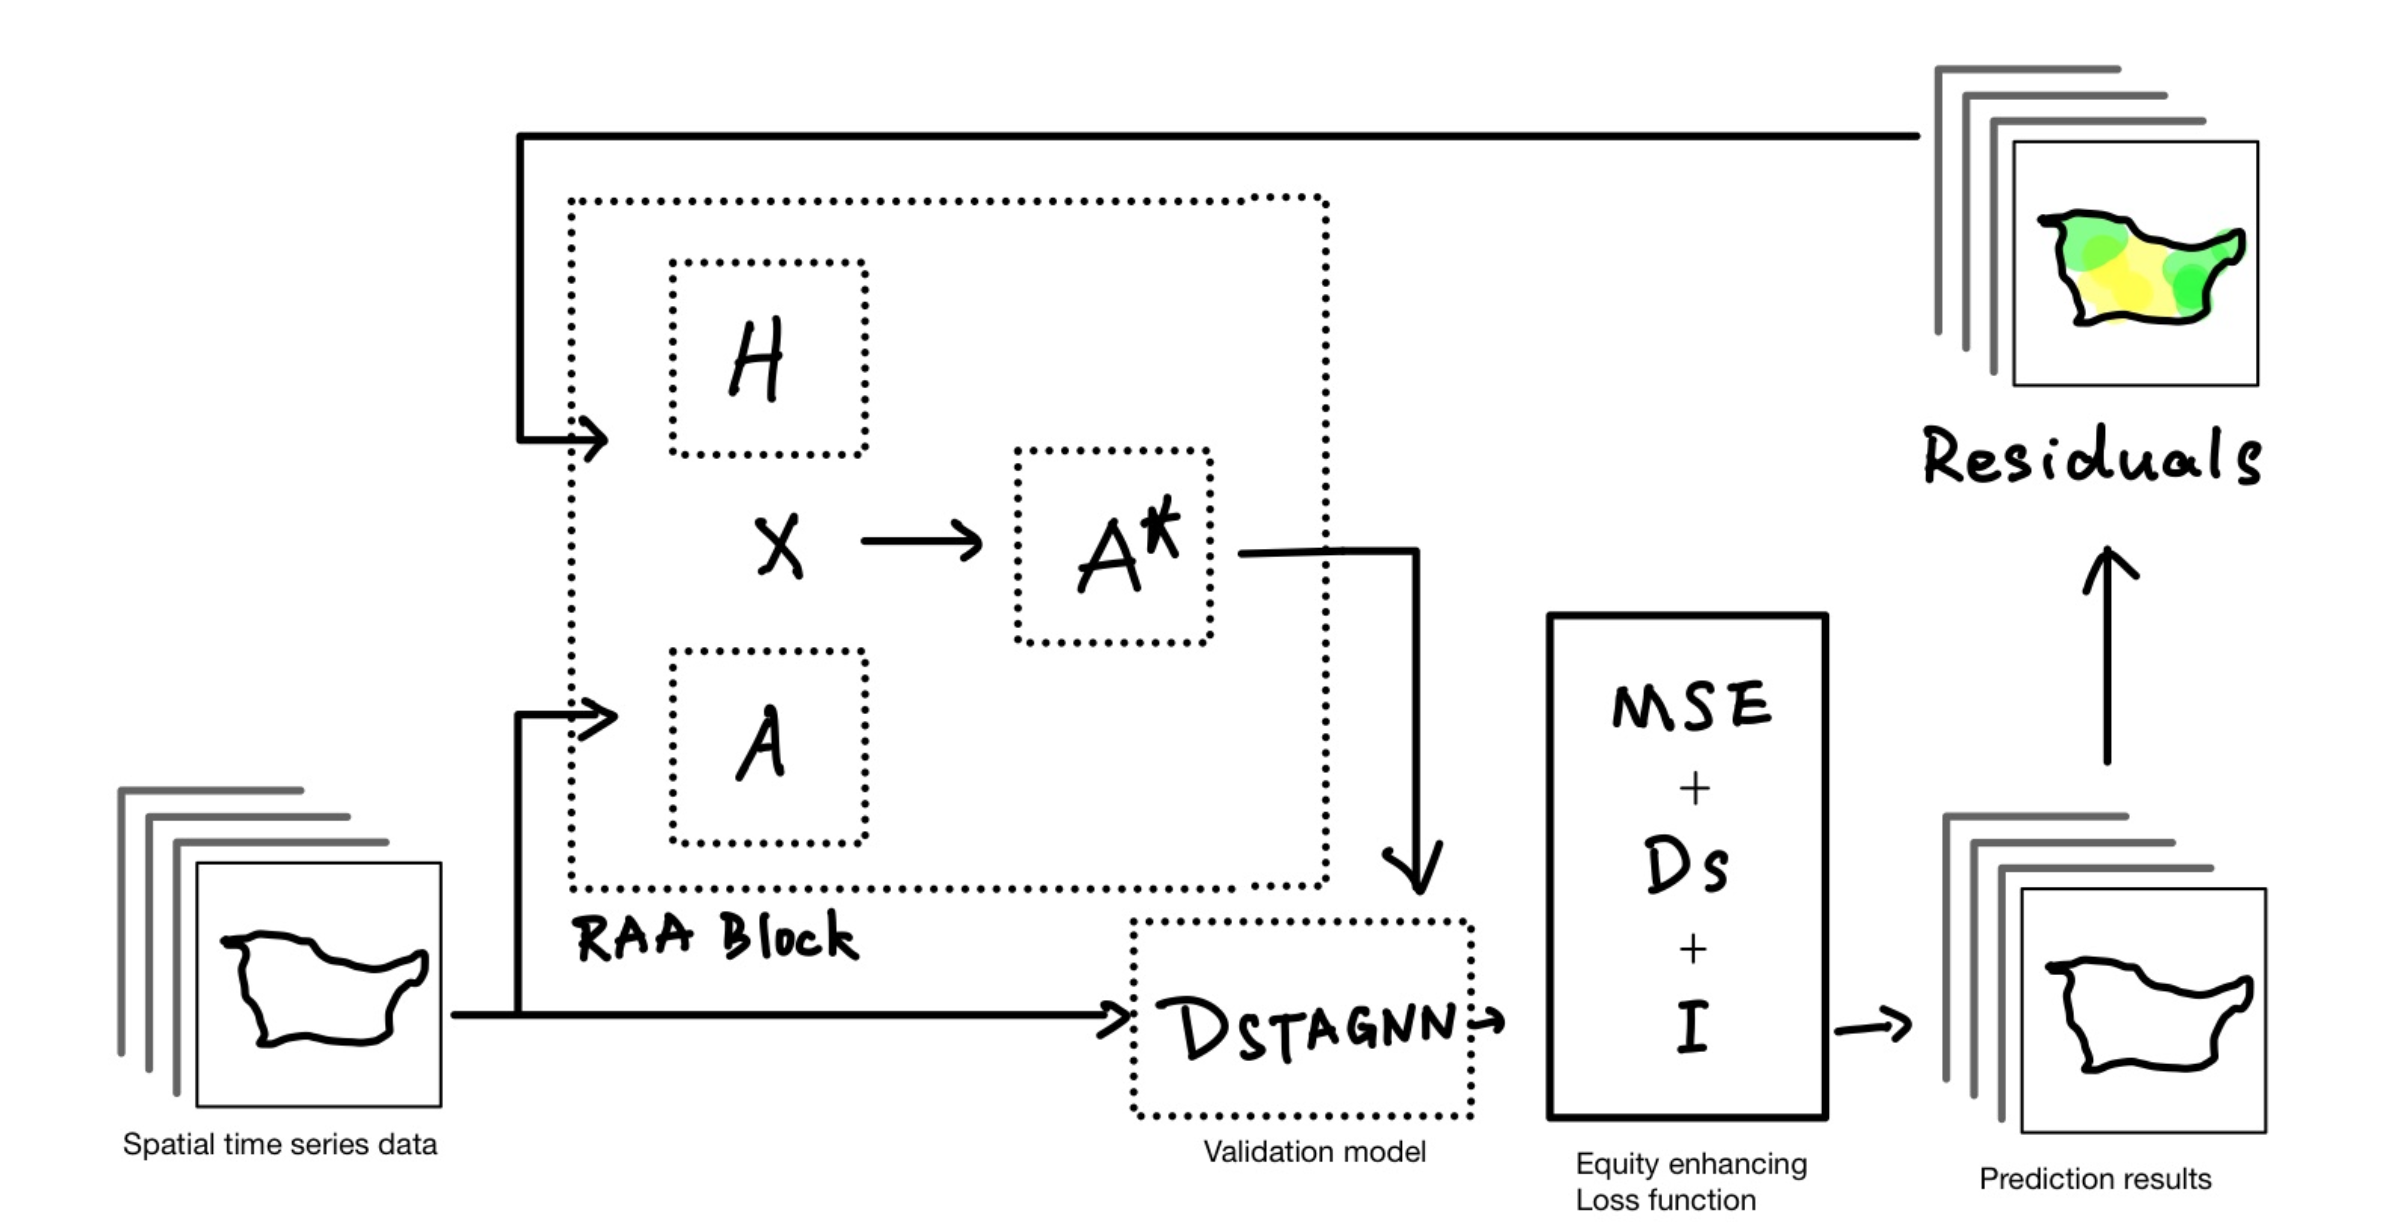 H
X
A*
A
RAA Block
Residuals
MSE
+
Ds
+
I
DSTAGNN
Spatial time series data
Validation model
Equity enhancing
Loss function
Prediction results